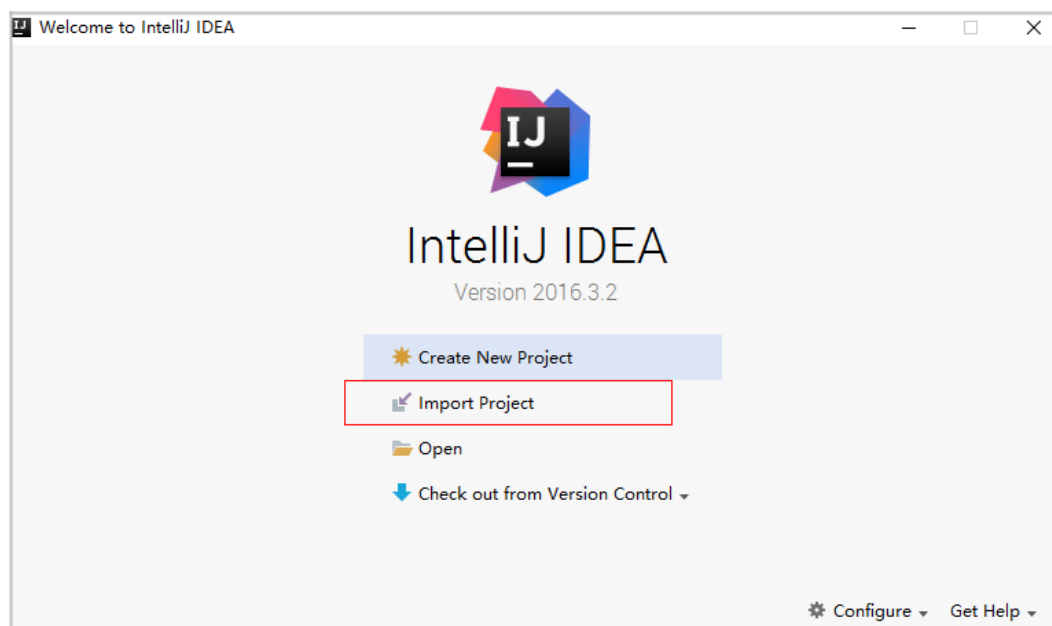 Welcome to IntelliJ IDEA
IJ
IntelliJ IDEA
Version 2016.3.2
Create New Project
Import Project
Open
Check out from Version Control
Configure
Get Help